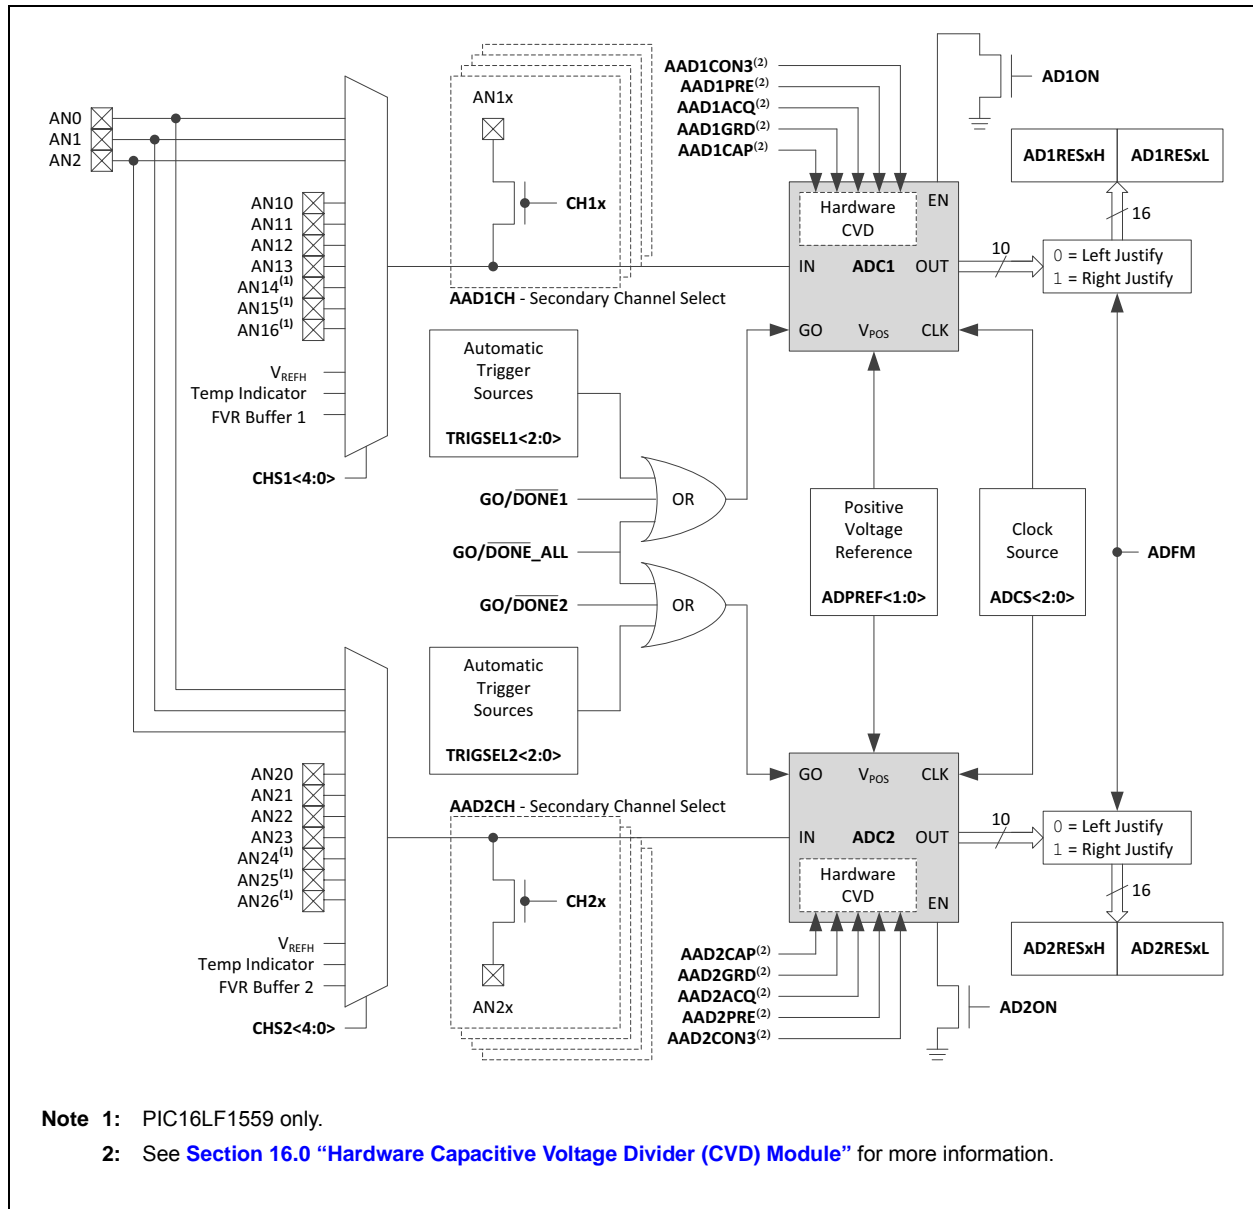 AN0
AN1
AN2
AN10
AN11
AN12
AN13
AN14(1)
AN15(1)
AN16(1)
VREFH
Temp Indicator
FVR Buffer 1
CHS1<4:0>
AN1x
CH1x
AAD1CH - Secondary Channel Select
AAD1CON3(2)
AAD1PRE(2)
AAD1ACQ(2)
AAD1GRD(2)
AAD1CAP(2)
AD1ON
Hardware
CVD
EN
IN ADC1 OUT
GO VPOS CLK
10
AD1RESxH AD1RESxL
16
0 = Left Justify
1 = Right Justify
Automatic
Trigger
Sources
TRIGSEL1<2:0>
GO/DONE1
OR
GO/DONE_ALL
GO/DONE2
OR
Positive
Voltage
Reference
ADPREF<1:0>
Clock
Source
ADCS<2:0>
ADFM
Automatic
Trigger
Sources
TRIGSEL2<2:0>
AN20
AN21
AN22
AN23
AN24(1)
AN25(1)
AN26(1)
VREFH
Temp Indicator
FVR Buffer 2
CHS2<4:0>
AAD2CH - Secondary Channel Select
CH2x
AN2x
GO VPOS CLK
IN ADC2 OUT
Hardware
CVD
EN
10
0 = Left Justify
1 = Right Justify
16
AD2RESxH AD2RESxL
AAD2CAP(2)
AAD2GRD(2)
AAD2ACQ(2)
AAD2PRE(2)
AAD2CON3(2)
AD2ON
Note 1: PIC16LF1559 only.
2: See Section 16.0 “Hardware Capacitive Voltage Divider (CVD) Module” for more information.